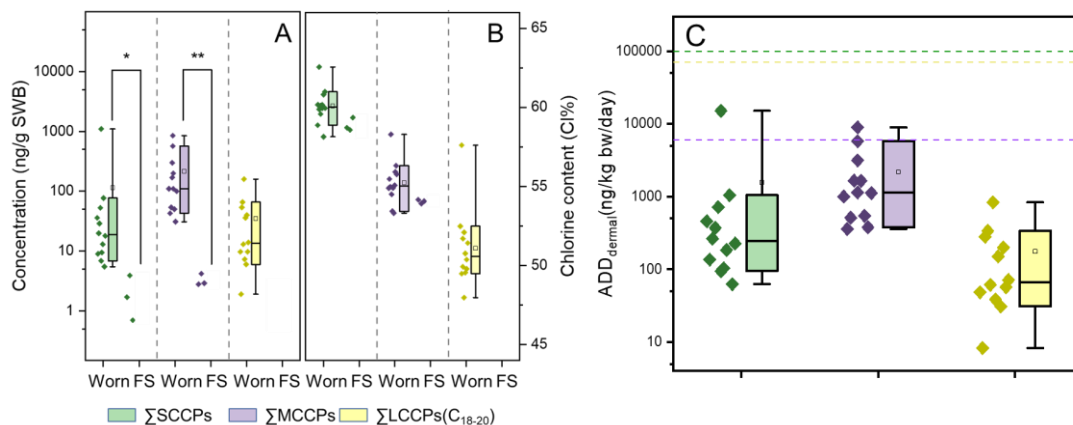 A
B
C
*
**
Concentration (ng/g SWB)
10000
1000
100
10
1
Worn FS Worn FS Worn FS
Chlorine content (Cl%)
65
60
55
50
45
Worn FS Worn FS Worn FS
ADDdermal(ng/kg bw/day)
100000
10000
1000
100
10
∑SCCPs ∑MCCPs ∑LCCPs(C18-20)